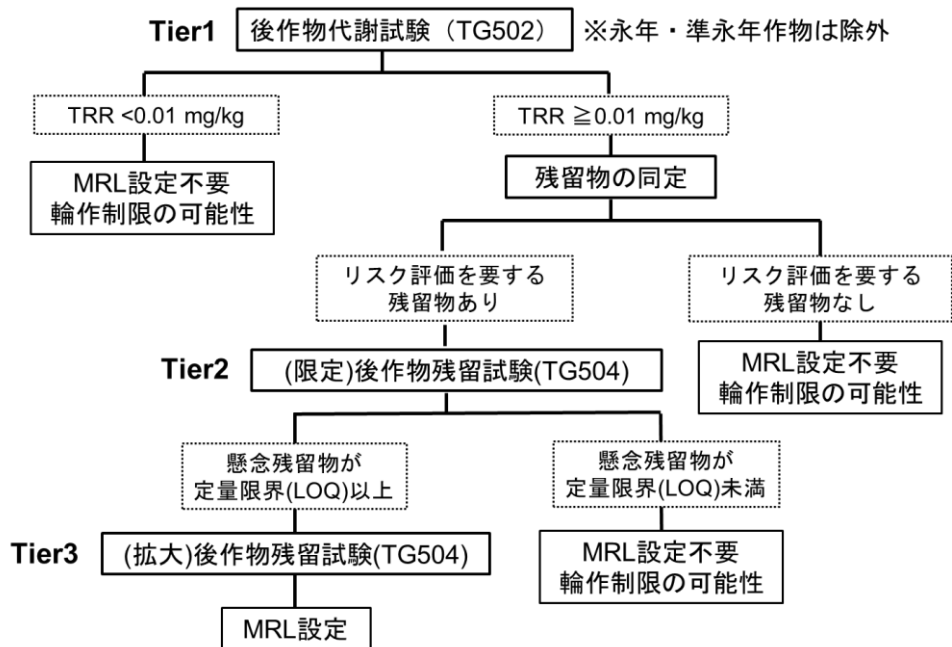 Tier1 後作物代謝試験(TG502) ※永年・準永年作物は除外
TRR <0.01 mg/kg
TRR ≧0.01 mg/kg
MRL設定不要
輪作制限の可能性
残留物の同定
リスク評価を要する
残留物あり
リスク評価を要する
残留物なし
Tier2 (限定)後作物残留試験(TG504)
MRL設定不要
輪作制限の可能性
懸念残留物が
定量限界(LOQ)以上
懸念残留物が
定量限界(LOQ)未満
Tier3 (拡大)後作物残留試験(TG504)
MRL設定不要
輪作制限の可能性
MRL設定